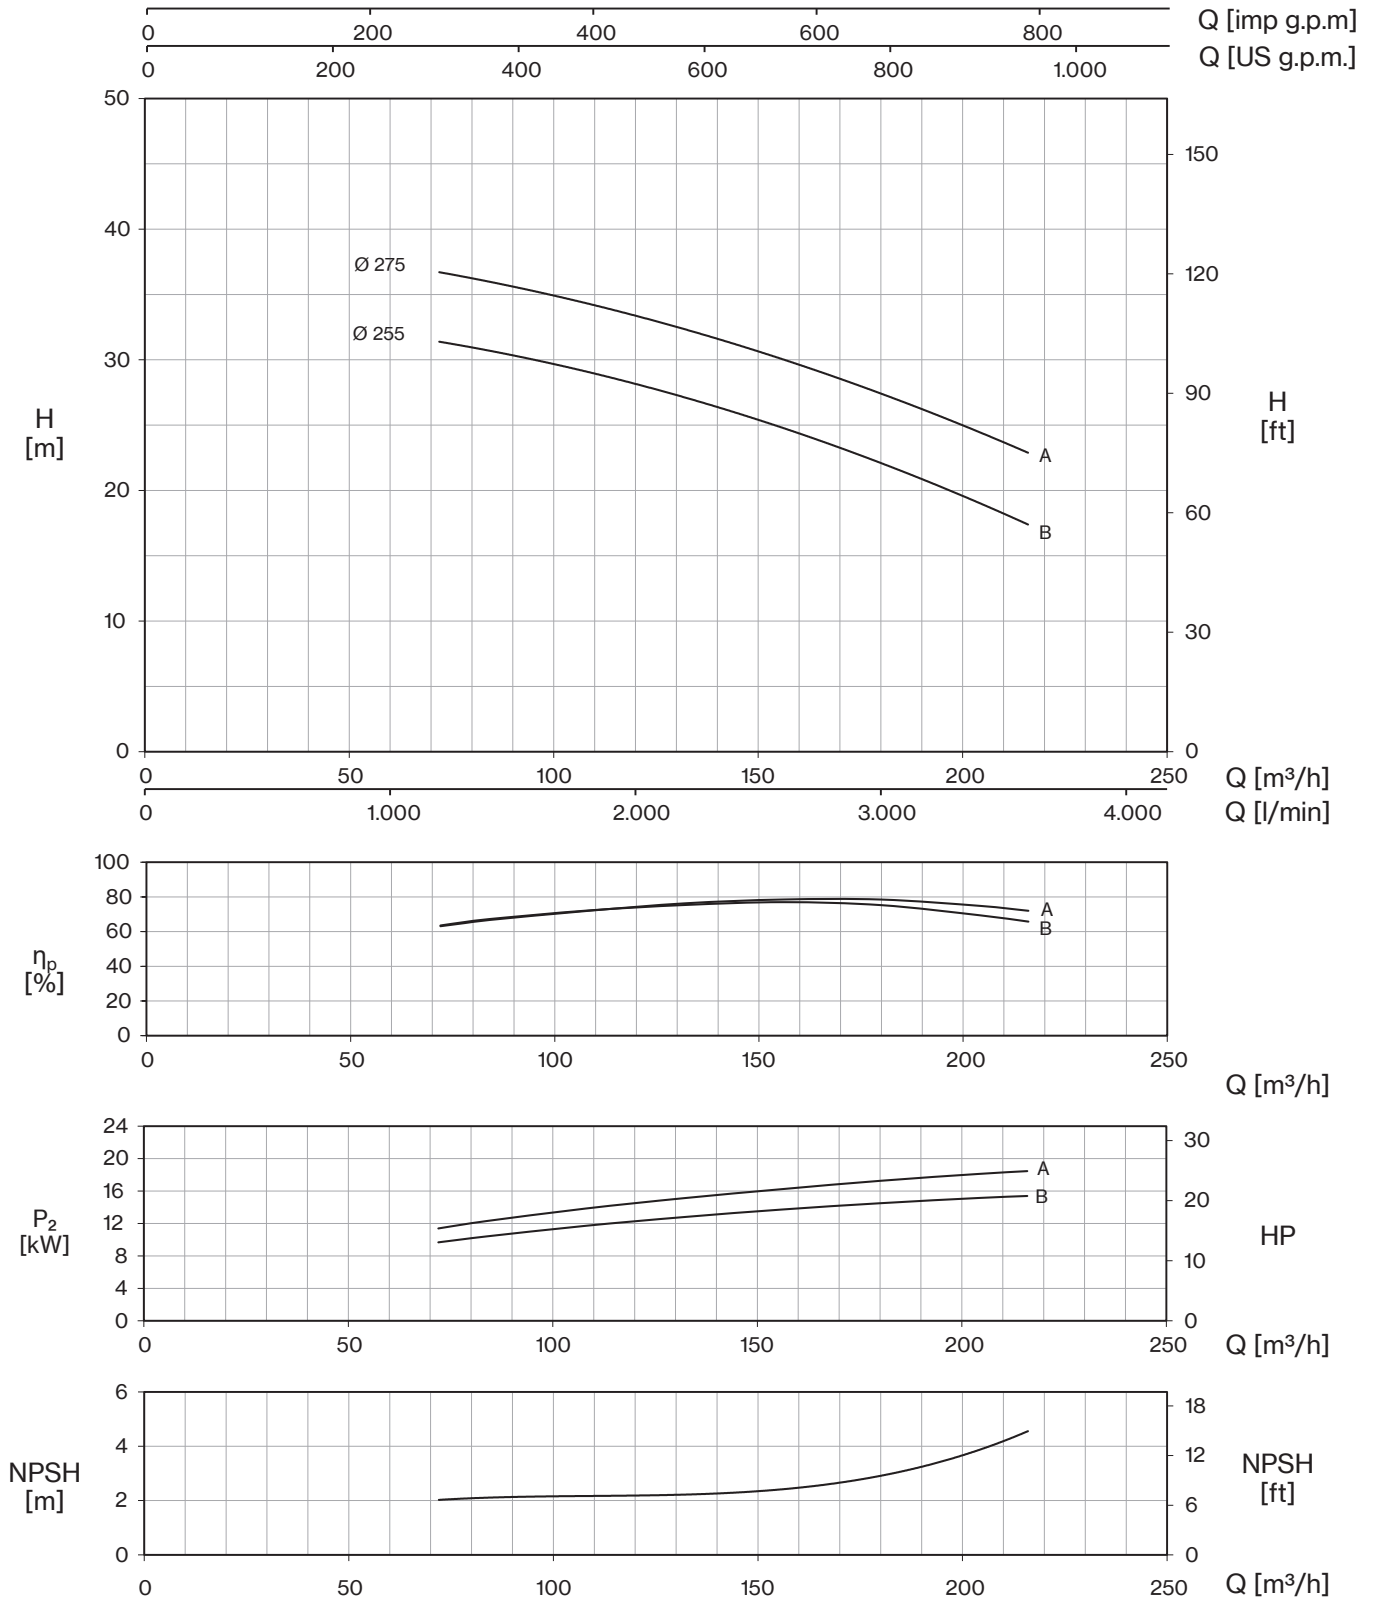 0 200 400 600 800 Q [imp g.p.m]
0 200 400 600 800 1.000 Q [US g.p.m.]
50
150
40
Ø 275
120
Ø 255
30
90
H
[m]
H
[ft]
A
20
60
B
10
30
0 0
0 50 100 150 200 250 Q [m³/h]
0 1.000 2.000 3.000 4.000 Q [l/min]
100
80
A
60
B
ηp
[%]
40
20
0
0 50 100 150 200 250
Q [m³/h]
24
30
20
A
16
20
B
P₂
[kW]
12
HP
8
10
4
0 0
0 50 100 150 200 250 Q [m³/h]
6
18
4
12
NPSH
[m]
NPSH
[ft]
2
6
0 0
0 50 100 150 200 250 Q [m³/h]